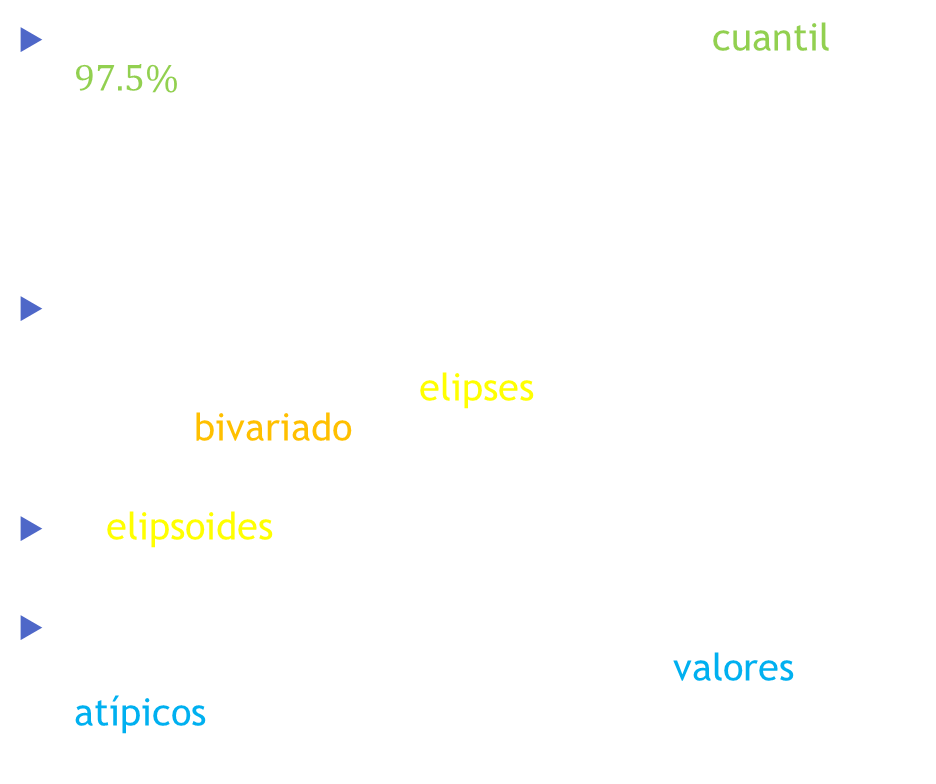 cuantil
97.5%
elipses
bivariado
elipsoides
valores
atípicos